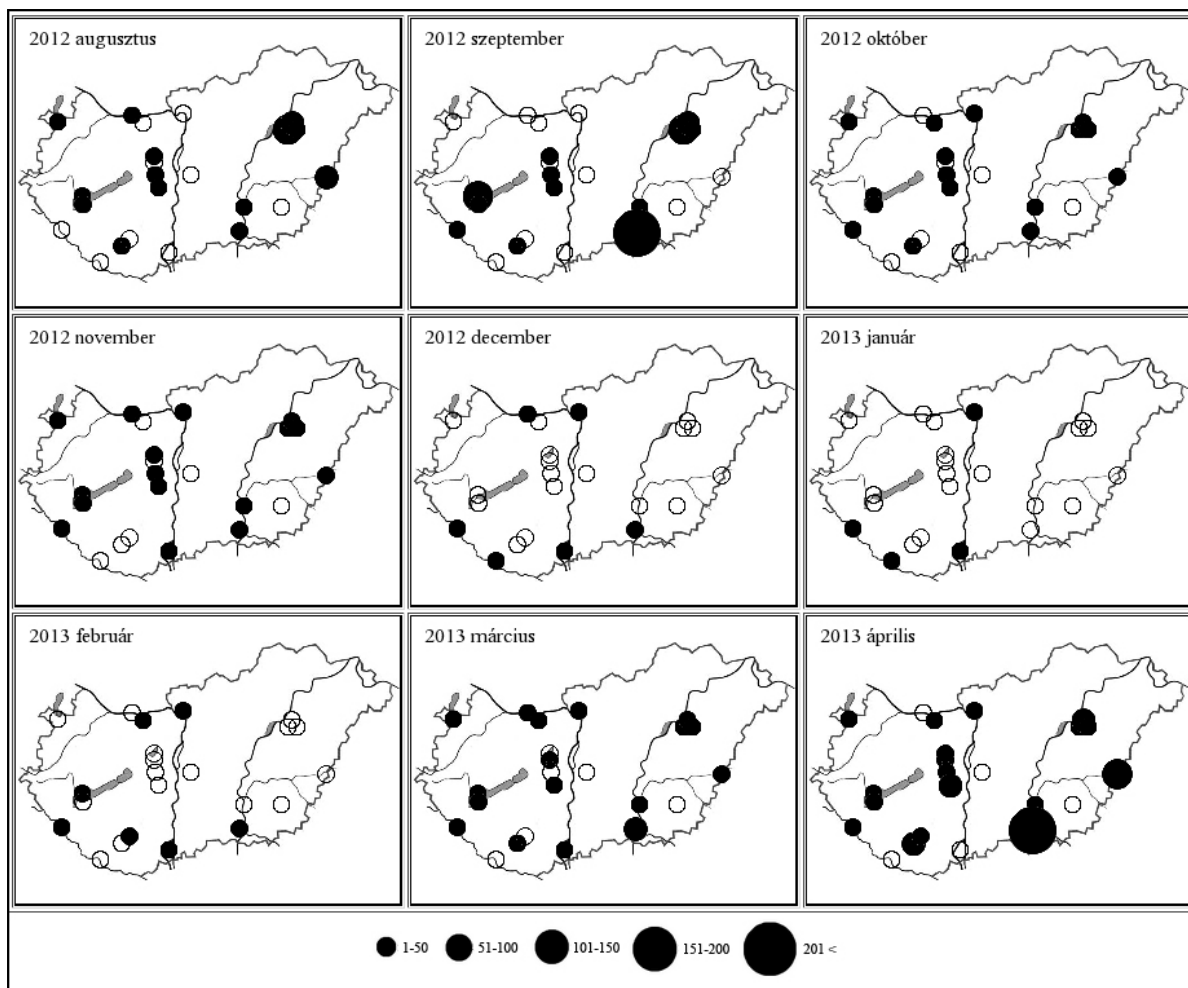 2012 augusztus
2012 szeptember
2012 október
2012 november
2012 december
2013 január
2013 február
2013 március
2013 április
1-50
51-100
101-150
151-200
201 <